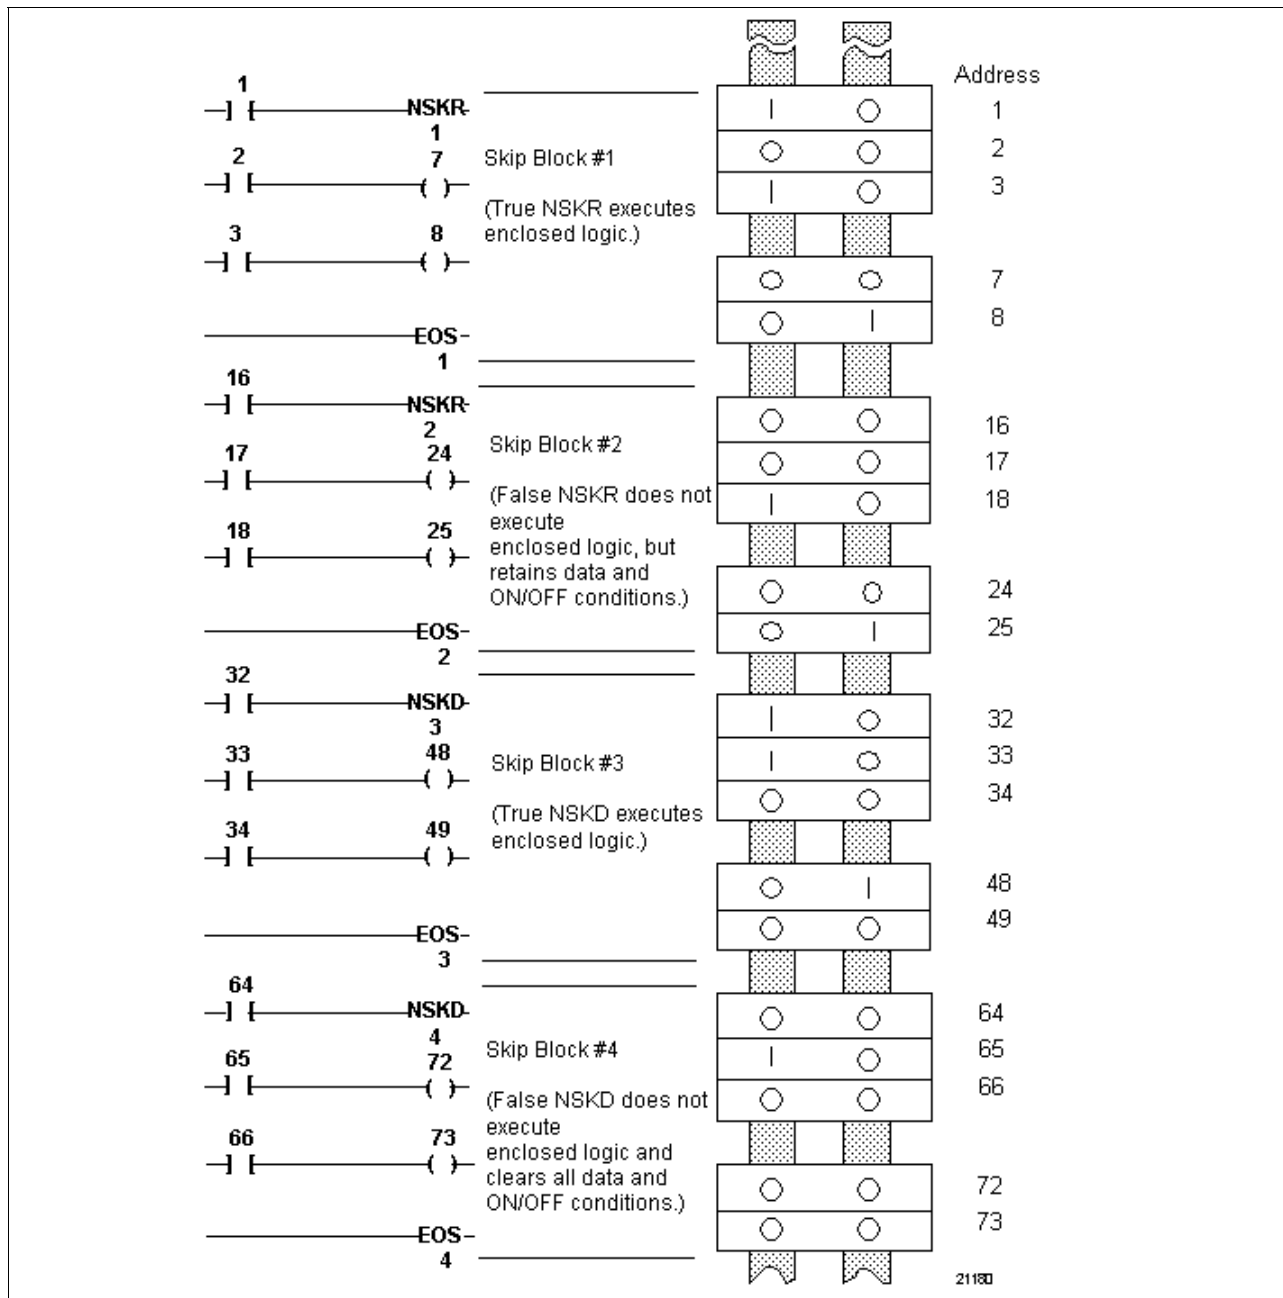 Address
1
NSKR
1
1
2
7
Skip Block #1
2
3
(True NSKR executes
enclosed logic.)
3
8
7
8
EOS
1
16
NSKR
2
Skip Block #2
16
17
24
17
(False NSKR does not
execute
enclosed logic, but
retains data and
ON/OFF conditions.)
18
18
25
24
25
EOS
2
32
NSKD
3
32
33
48
Skip Block #3
33
34
(True NSKD executes
enclosed logic.)
34
49
48
49
EOS
3
64
NSKD
4
64
65
72
Skip Block #4
65
66
(False NSKD does not
execute
enclosed logic and
clears all data and
ON/OFF conditions.)
66
73
72
73
EOS
4
21180